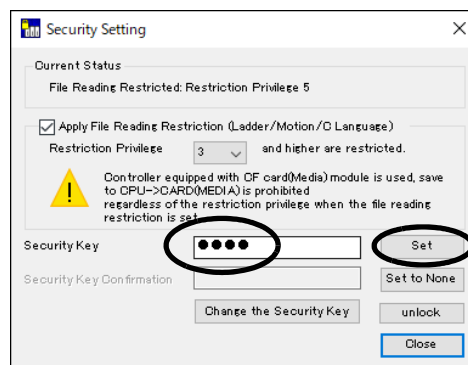 Security Setting
Current Status
File Reading Restricted: Restriction Privilege 5
Apply File Reading Restriction (Ladder/Motion/C Language)
Restriction Privilege 3 and higher are restricted.
Controller equipped with CF card(Media) module is used, save
to CPU->CARD(MEDIA) is prohibited
regardless of the restriction privilege when the file reading
restriction is set.
Security Key ●●●● Set
Security Key Confirmation Set to None
Change the Security Key unlock
Close